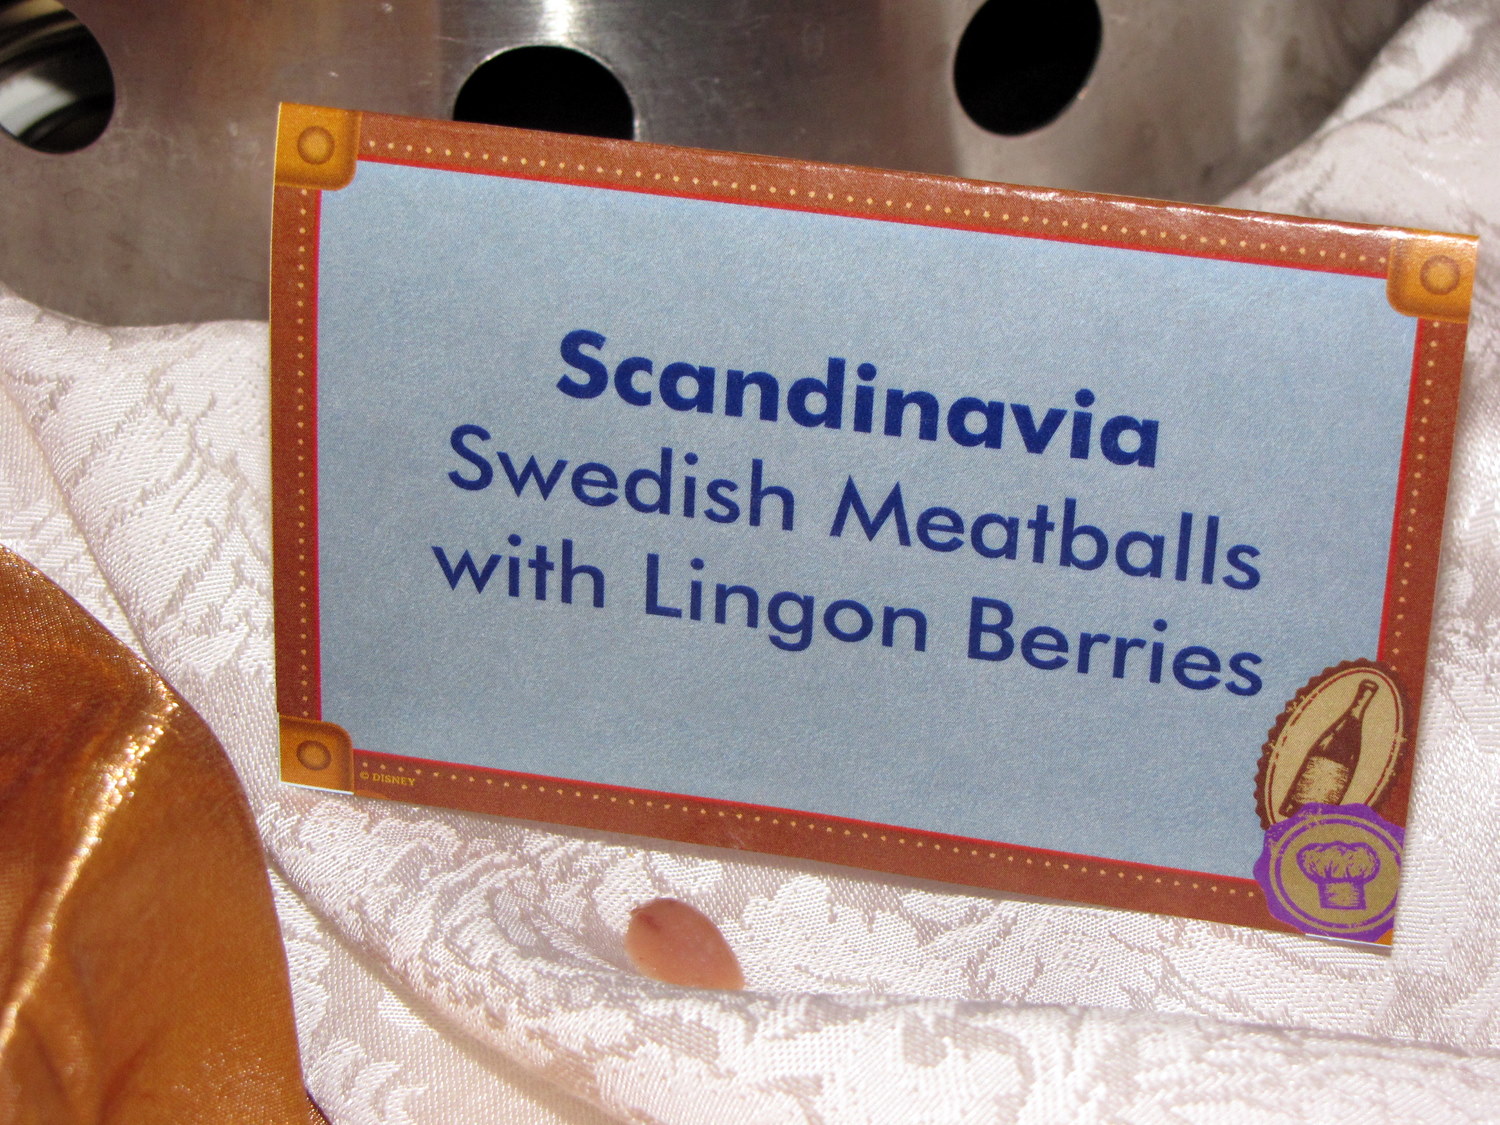 Scandinavia
Swedish Meatballs
with Lingon Berries
© DISNEY